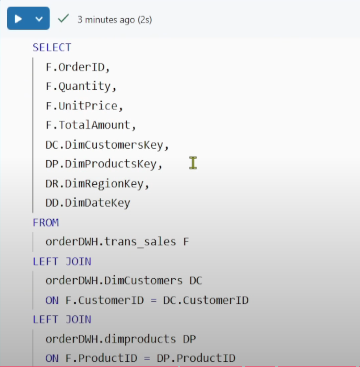 3 minutes ago (2s)
SELECT
F.OrderID,
F.Quantity,
F.UnitPrice,
F.TotalAmount,
DC.DimCustomersKey,
DP.DimProductsKey,
DR.DimRegionKey,
DD.DimDateKey
FROM
orderDWH.trans_sales F
LEFT JOIN
orderDWH.DimCustomers DC
ON F.CustomerID = DC.CustomerID
LEFT JOIN
orderDWH.dimproducts DP
ON F.ProductID = DP.ProductID